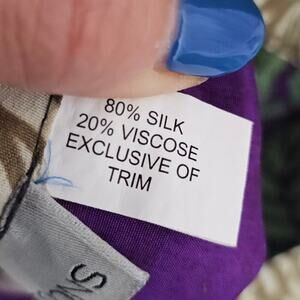 80% SILK
20% VISCOSE
EXCLUSIVE OF
TRIM